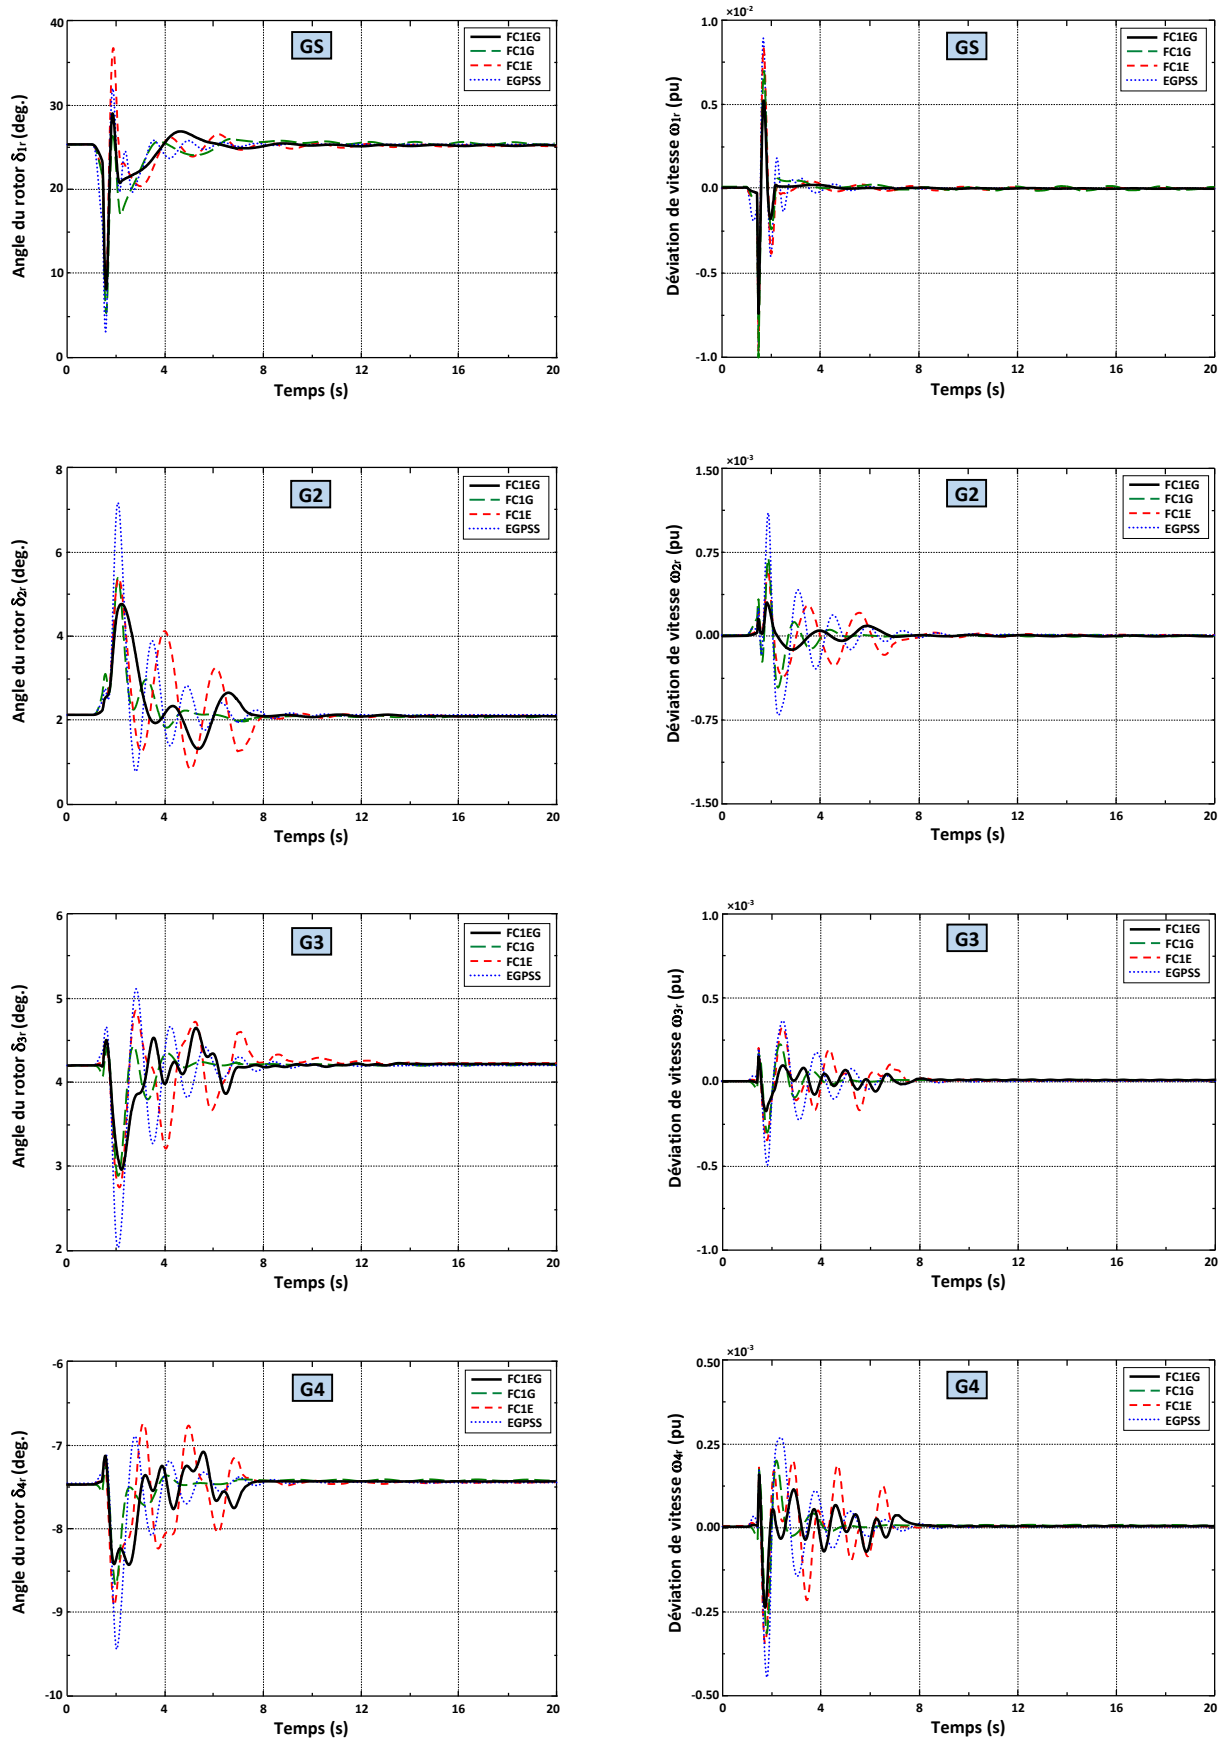 GS
FC1EG
FC1G
FC1E
EGPSS
Angle du rotor δ1r (deg.)
40
30
20
10
0
0 4 8 12 16 20
Temps (s)
×10-2
GS
FC1EG
FC1G
FC1E
EGPSS
Déviation de vitesse ω1r (pu)
1.0
0.5
0.0
-0.5
-1.0
0 4 8 12 16 20
Temps (s)
G2
FC1EG
FC1G
FC1E
EGPSS
Angle du rotor δ2r (deg.)
8
6
4
2
0
0 4 8 12 16 20
Temps (s)
×10-3
G2
FC1EG
FC1G
FC1E
EGPSS
Déviation de vitesse ω2r (pu)
1.50
0.75
0.00
-0.75
-1.50
0 4 8 12 16 20
Temps (s)
G3
FC1EG
FC1G
FC1E
EGPSS
Angle du rotor δ3r (deg.)
6
5
4
3
2
0 4 8 12 16 20
Temps (s)
×10-3
G3
FC1EG
FC1G
FC1E
EGPSS
Déviation de vitesse ω3r (pu)
1.0
0.5
0.0
-0.5
-1.0
0 4 8 12 16 20
Temps (s)
G4
FC1EG
FC1G
FC1E
EGPSS
Angle du rotor δ4r (deg.)
-6
-7
-8
-9
-10
0 4 8 12 16 20
Temps (s)
×10-3
G4
FC1EG
FC1G
FC1E
EGPSS
Déviation de vitesse ω4r (pu)
0.50
0.25
0.00
-0.25
-0.50
0 4 8 12 16 20
Temps (s)